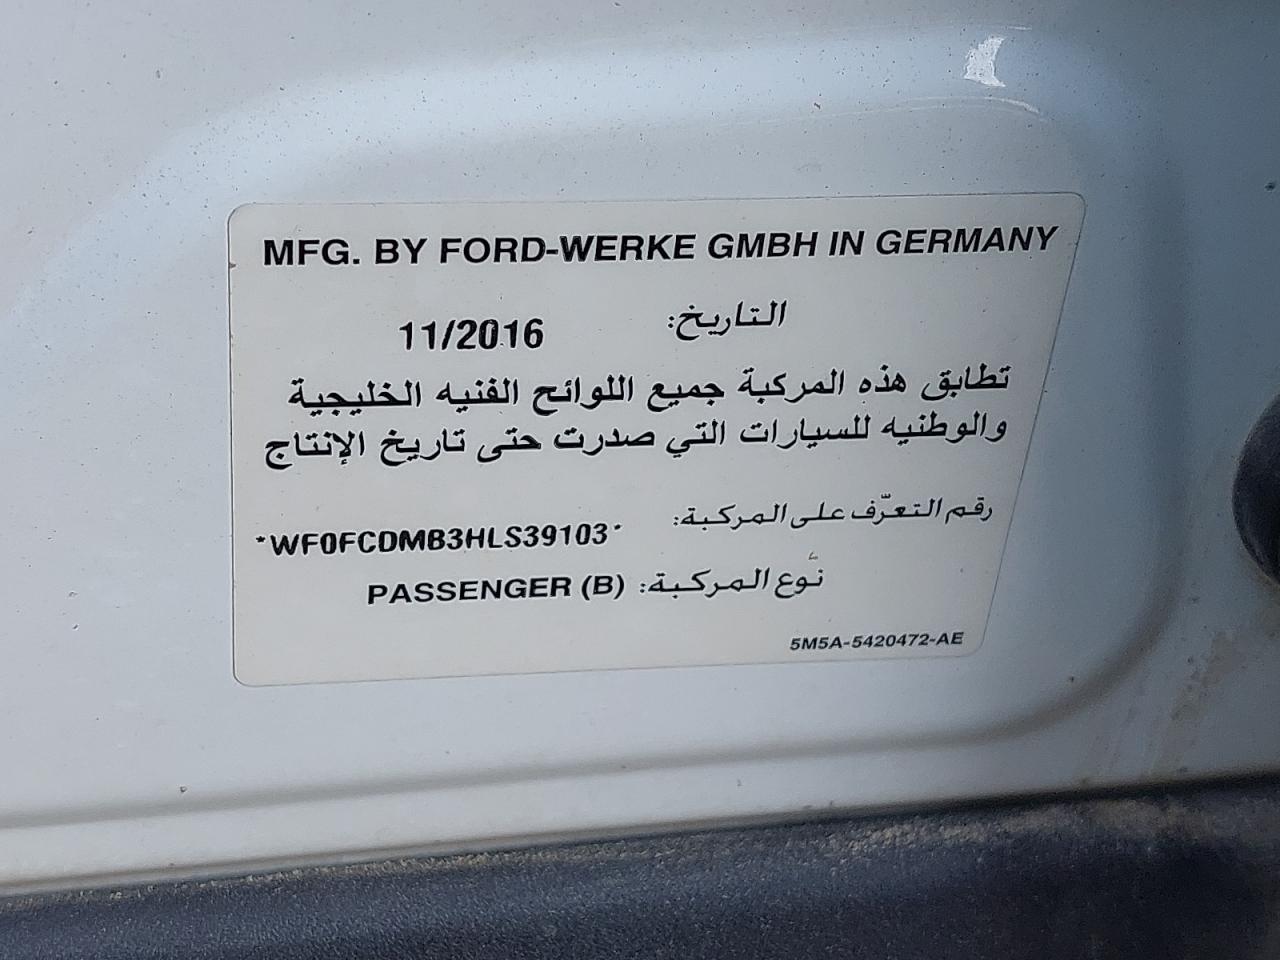 MFG. BY FORD-WERKE GMBH IN GERMANY
التاريخ: 11/2016
تطابق هذه المركبة جميع اللوائح الفنيه الخليجية
والوطنيه للسيارات التي صدرت حتى تاريخ الإنتاج
رقم التعرّف على المركبة: *WF0FCDMB3HLS39103*
نوع المركبة: PASSENGER (B)
5M5A-5420472-AE